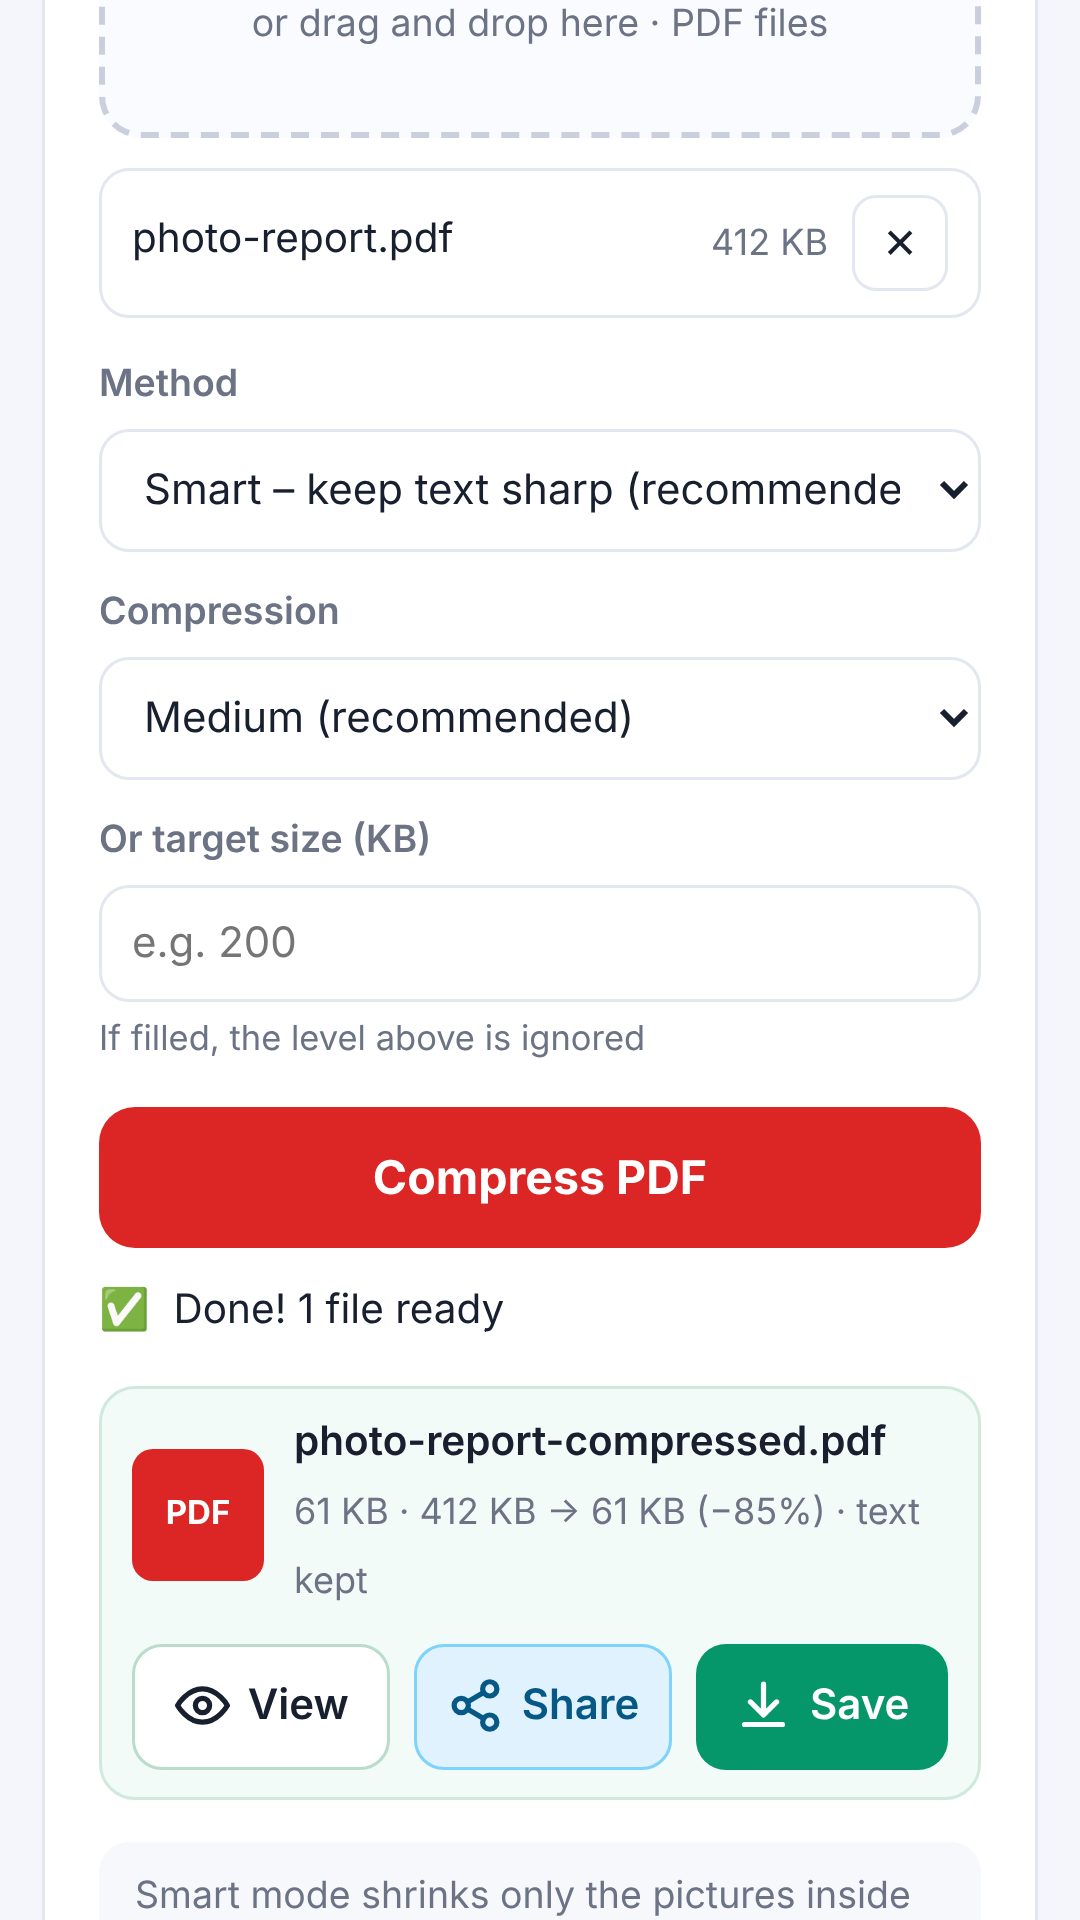 or drag and drop here · PDF files
photo-report.pdf
412 KB
✕
Method
Smart – keep text sharp (recommende
Compression
Medium (recommended)
Or target size (KB)
e.g. 200
If filled, the level above is ignored
Compress PDF
✅ Done! 1 file ready
PDF
photo-report-compressed.pdf
61 KB · 412 KB → 61 KB (−85%) · text
kept
View
Share
Save
Smart mode shrinks only the pictures inside